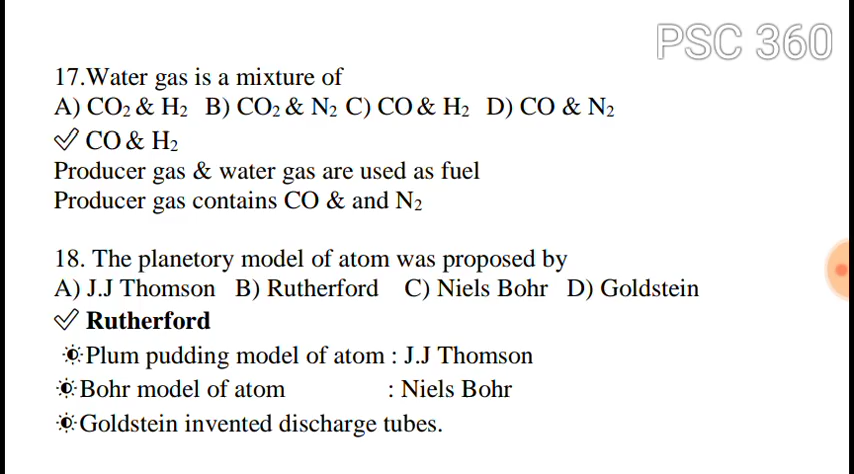 PSC 360
17.Water gas is a mixture of
A) CO₂ & H₂ B) CO₂ & N₂ C) CO & H₂ D) CO & N₂
✓ CO & H₂
Producer gas & water gas are used as fuel
Producer gas contains CO & and N₂
18. The planetory model of atom was proposed by
A) J.J Thomson B) Rutherford C) Niels Bohr D) Goldstein
✓ Rutherford
Plum pudding model of atom : J.J Thomson
Bohr model of atom : Niels Bohr
Goldstein invented discharge tubes.